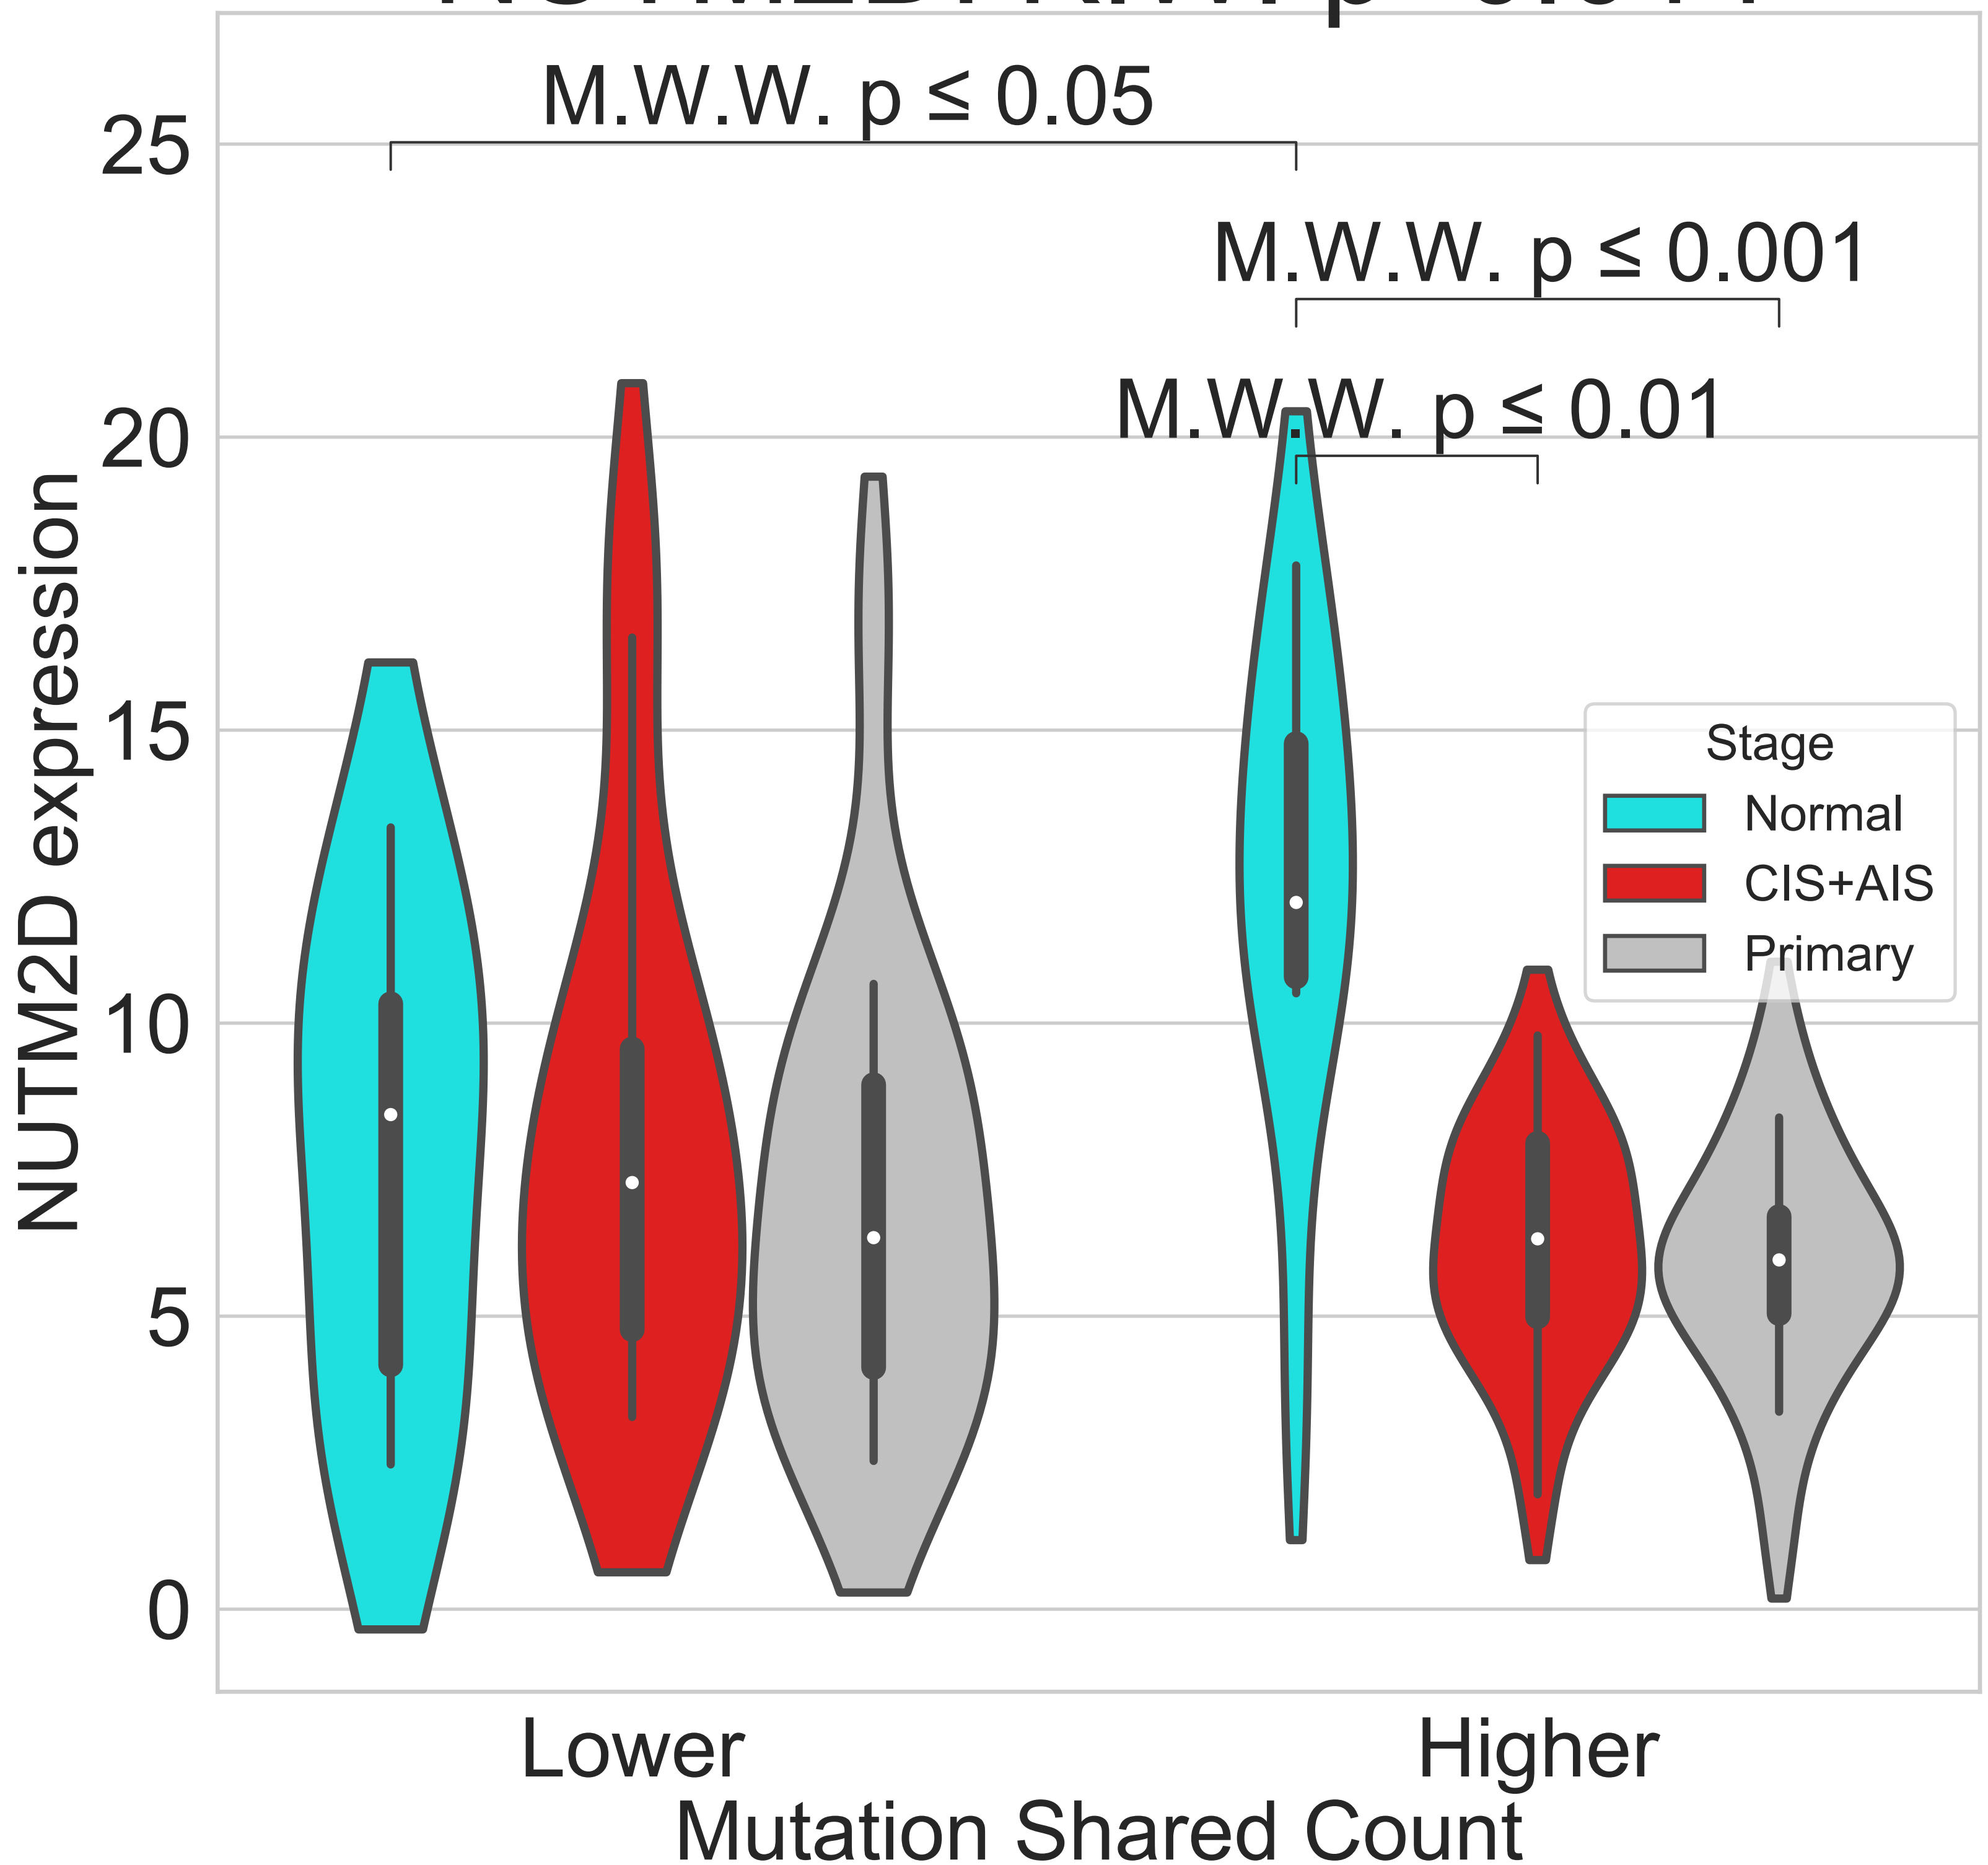 M.W.W. p ≤ 0.05
M.W.W. p ≤ 0.001
M.W.W. p ≤ 0.01
25
20
15
10
5
0
NUTM2D expression
Stage
Normal
CIS+AIS
Primary
Lower
Higher
Mutation Shared Count